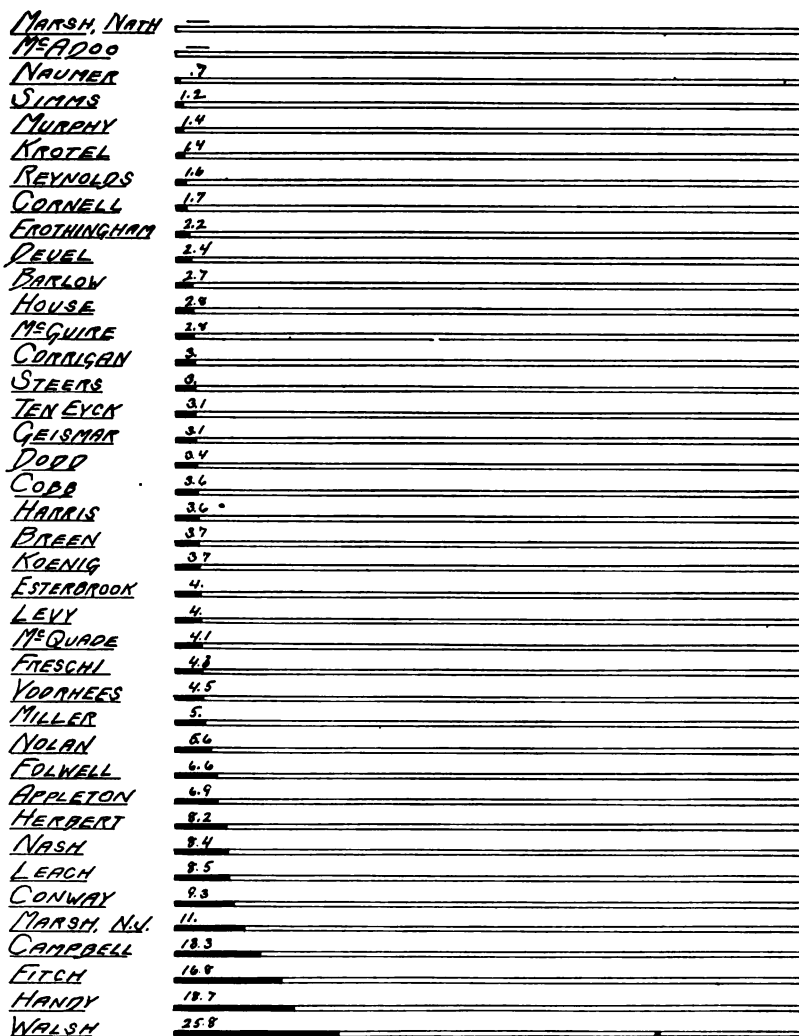 MARSH, NATH —
McADOO —
NAUMER .7
SIMMS 1.2
MURPHY 1.4
KROTEL 1.4
REYNOLDS 1.6
CORNELL 1.7
FROTHINGHAM 2.2
DEUEL 2.4
BARLOW 2.7
HOUSE 2.8
McGUIRE 2.8
CORRIGAN 3.
STEERS 3.
TEN EYCK 3.1
GEISMAR 3.1
DODD 3.4
COBB 3.6
HARRIS 3.6
BREEN 3.7
KOENIG 3.7
ESTERBROOK 4.
LEVY 4.
McQUADE 4.1
FRESCHI 4.3
VOORHEES 4.5
MILLER 5.
NOLAN 5.6
FOLWELL 6.6
APPLETON 6.9
HERBERT 8.2
NASH 8.4
LEACH 8.5
CONWAY 9.3
MARSH, N.J. 11.
CAMPBELL 13.3
FITCH 16.8
HANDY 18.7
WALSH 25.8